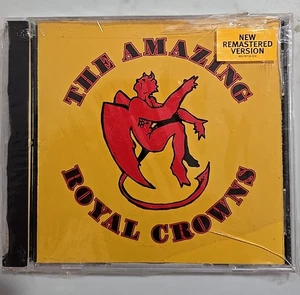 THE AMAZING
ROYAL CROWNS
NEW
REMASTERED
VERSION